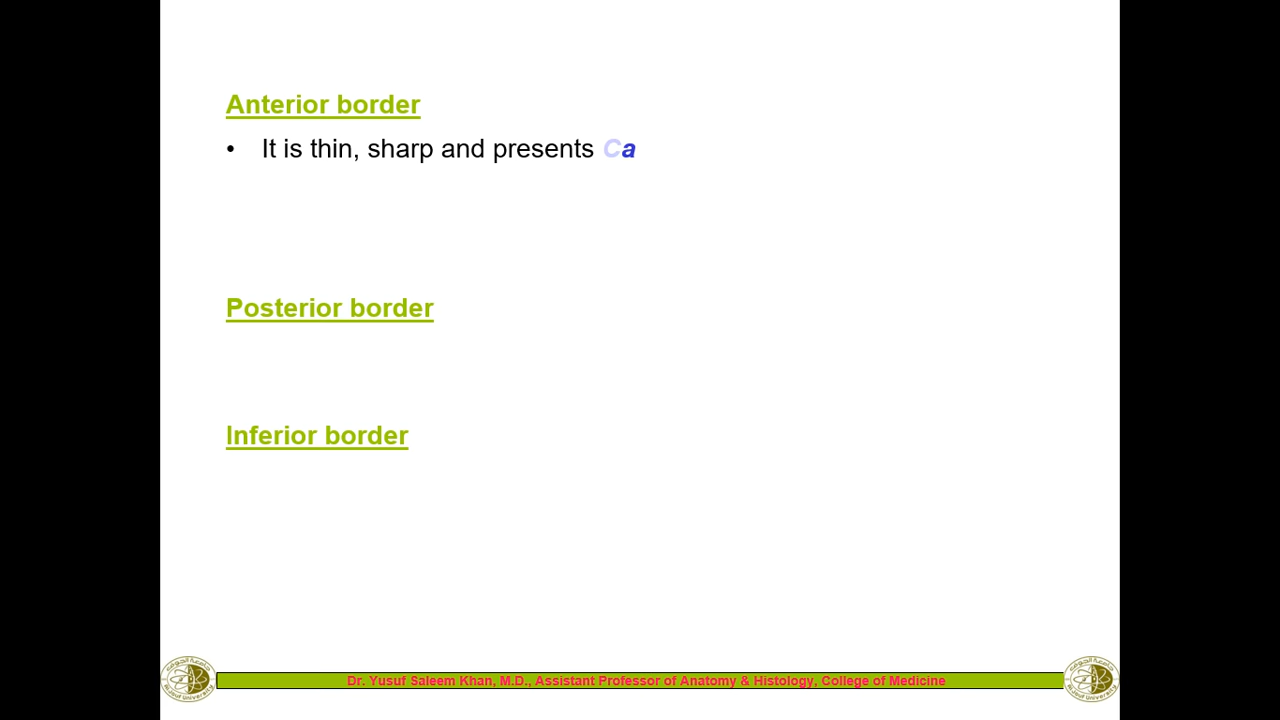 Anterior border
• It is thin, sharp and presents Ca
Posterior border
Inferior border
Dr. Yusuf Saleem Khan, M.D., Assistant Professor of Anatomy & Histology, College of Medicine